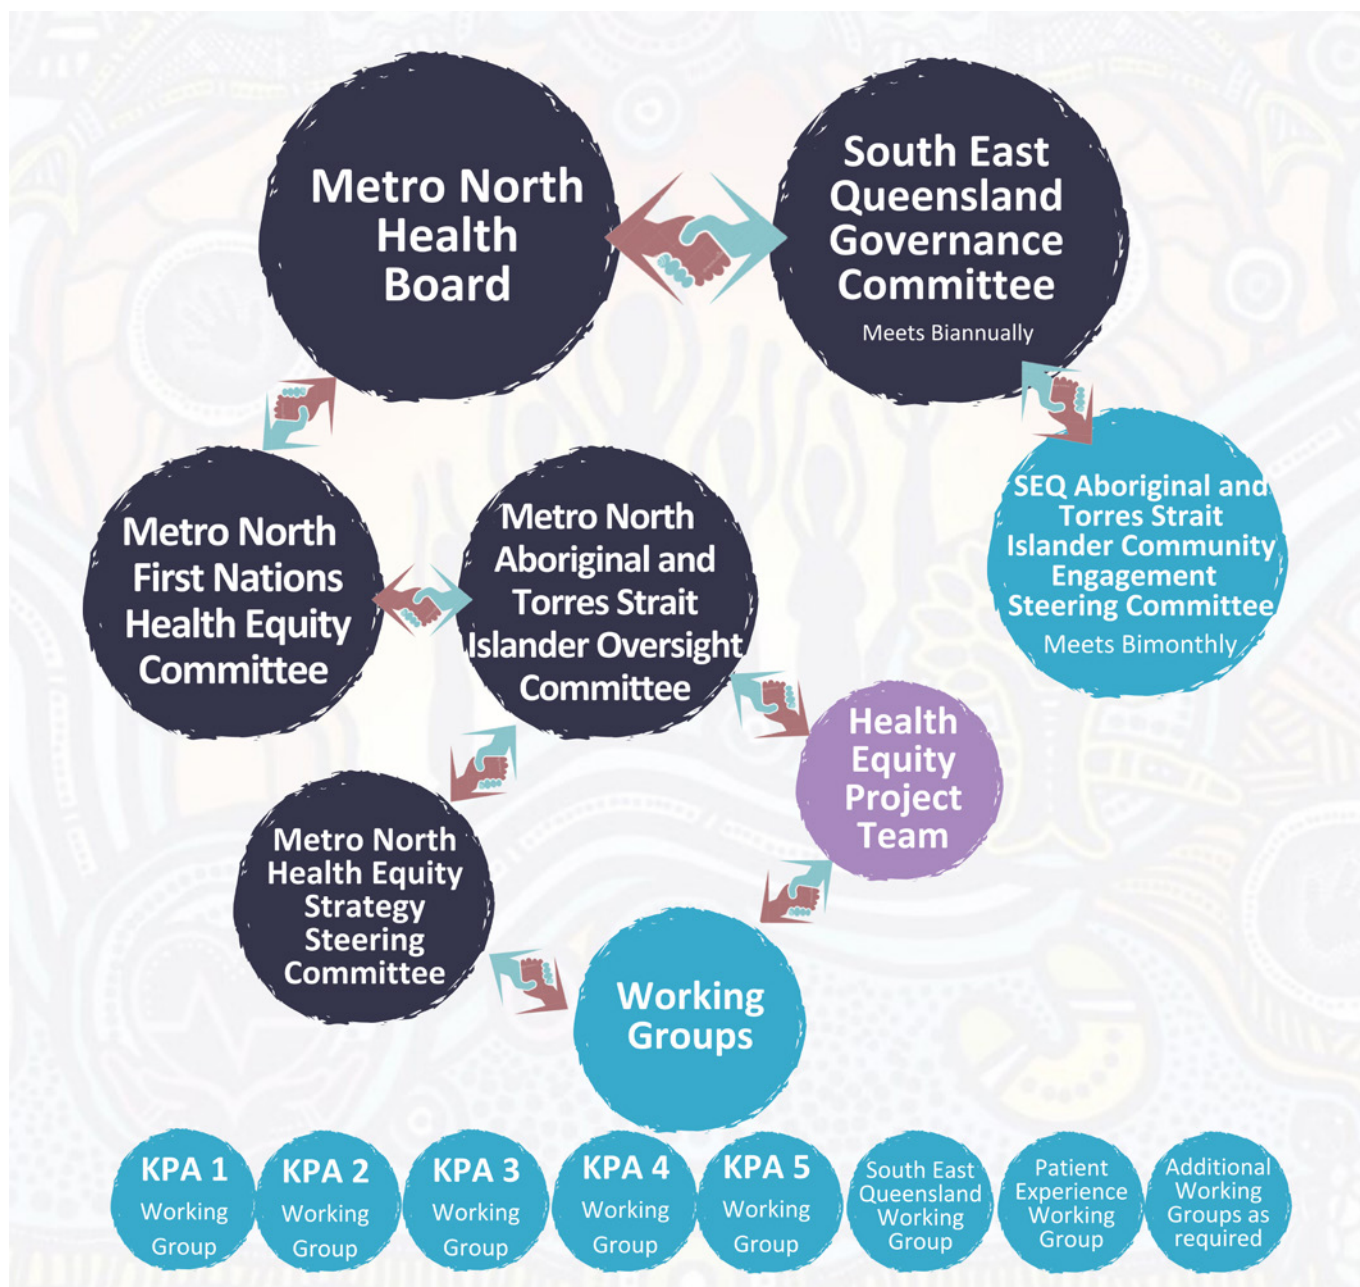 Metro North
Health
Board
South East
Queensland
Governance
Committee
Meets Biannually
Metro North
First Nations
Health Equity
Committee
Metro North
Aboriginal and
Torres Strait
Islander Oversight
Committee
SEQ Aboriginal and
Torres Strait
Islander Community
Engagement
Steering Committee
Meets Bimonthly
Health
Equity
Project
Team
Metro North
Health Equity
Strategy
Steering
Committee
Working
Groups
KPA 1
Working
Group
KPA 2
Working
Group
KPA 3
Working
Group
KPA 4
Working
Group
KPA 5
Working
Group
South East
Queensland
Working
Group
Patient
Experience
Working
Group
Additional
Working
Groups as
required